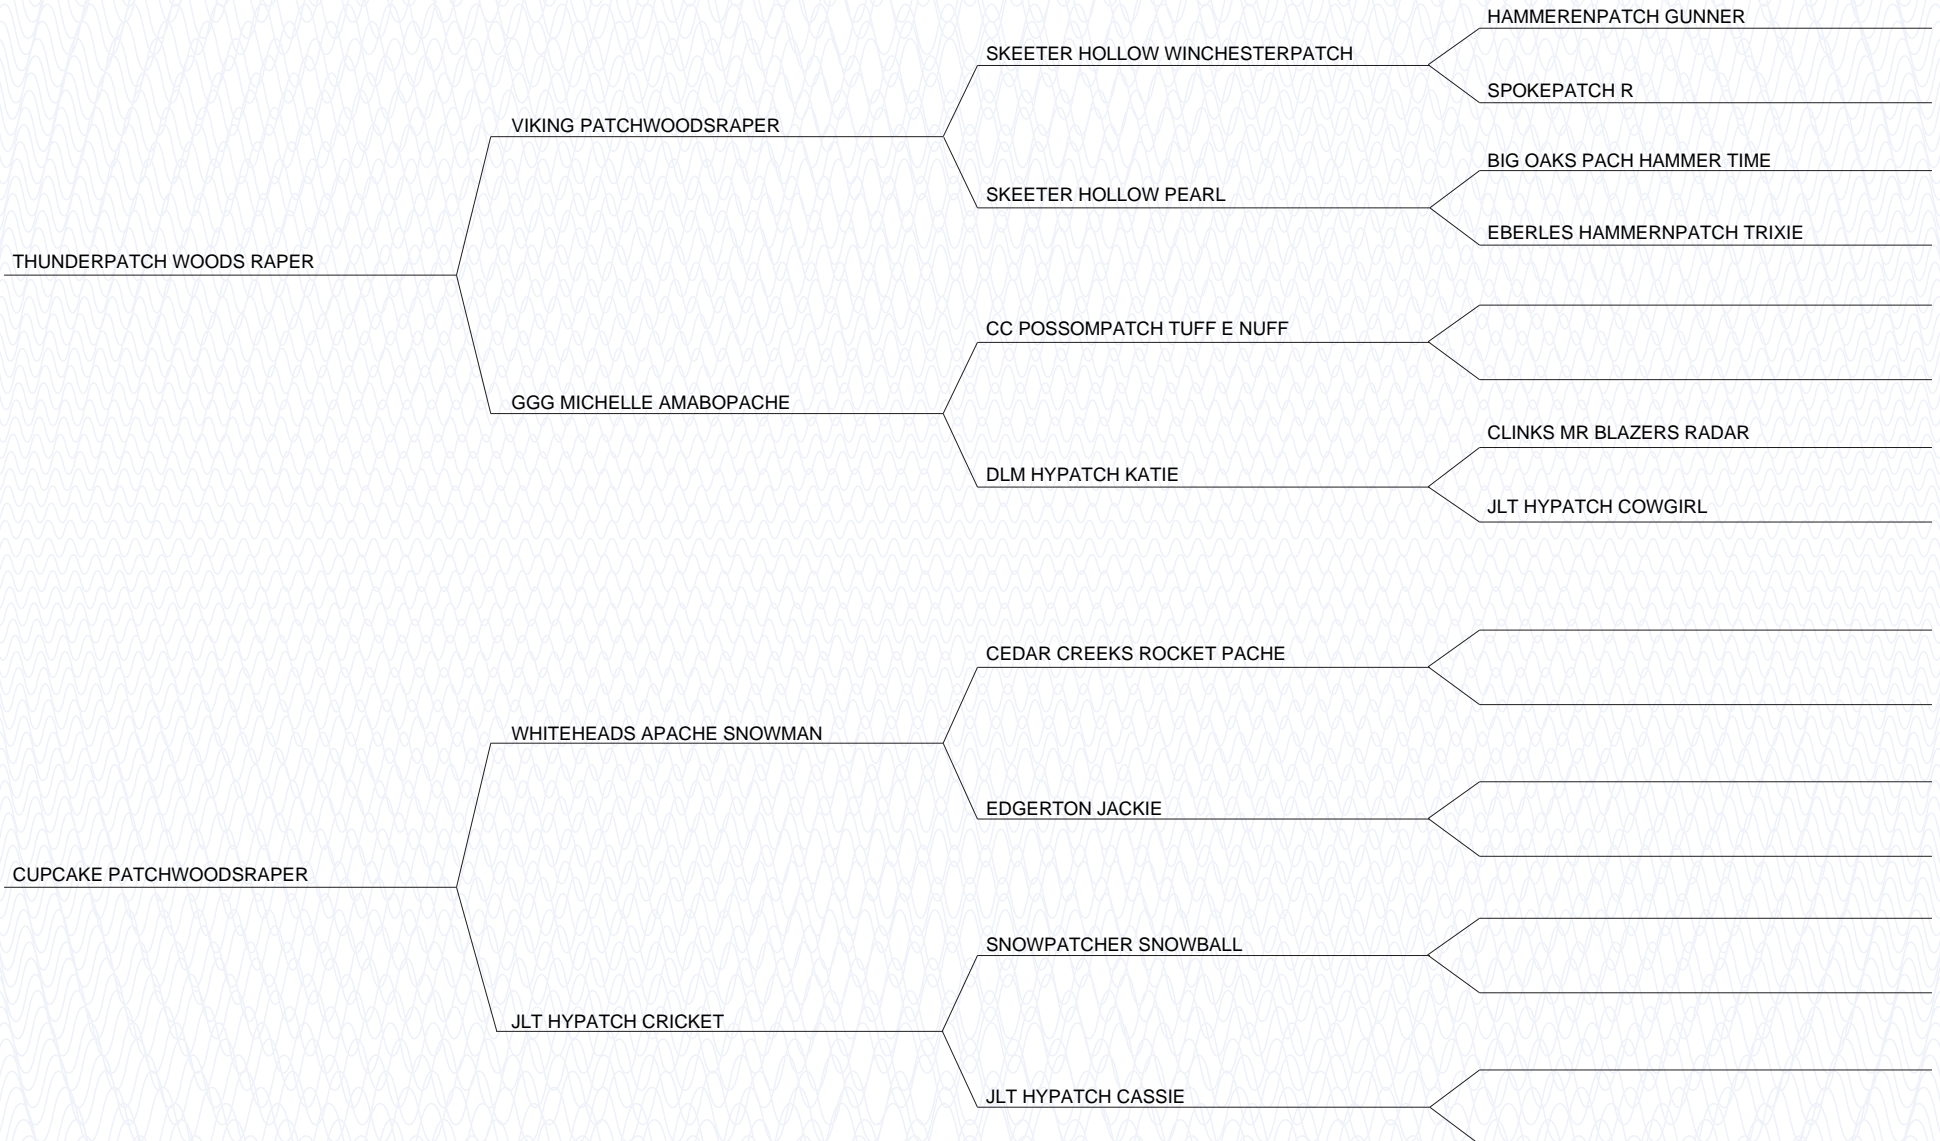 HAMMERENPATCH GUNNER
SKEETER HOLLOW WINCHESTERPATCH
SPOKEPATCH R
VIKING PATCHWOODSRAPER
BIG OAKS PACH HAMMER TIME
SKEETER HOLLOW PEARL
EBERLES HAMMERNPATCH TRIXIE
THUNDERPATCH WOODS RAPER
CC POSSOMPATCH TUFF E NUFF
GGG MICHELLE AMABOPACHE
CLINKS MR BLAZERS RADAR
DLM HYPATCH KATIE
JLT HYPATCH COWGIRL
CEDAR CREEKS ROCKET PACHE
WHITEHEADS APACHE SNOWMAN
EDGERTON JACKIE
CUPCAKE PATCHWOODSRAPER
SNOWPATCHER SNOWBALL
JLT HYPATCH CRICKET
JLT HYPATCH CASSIE